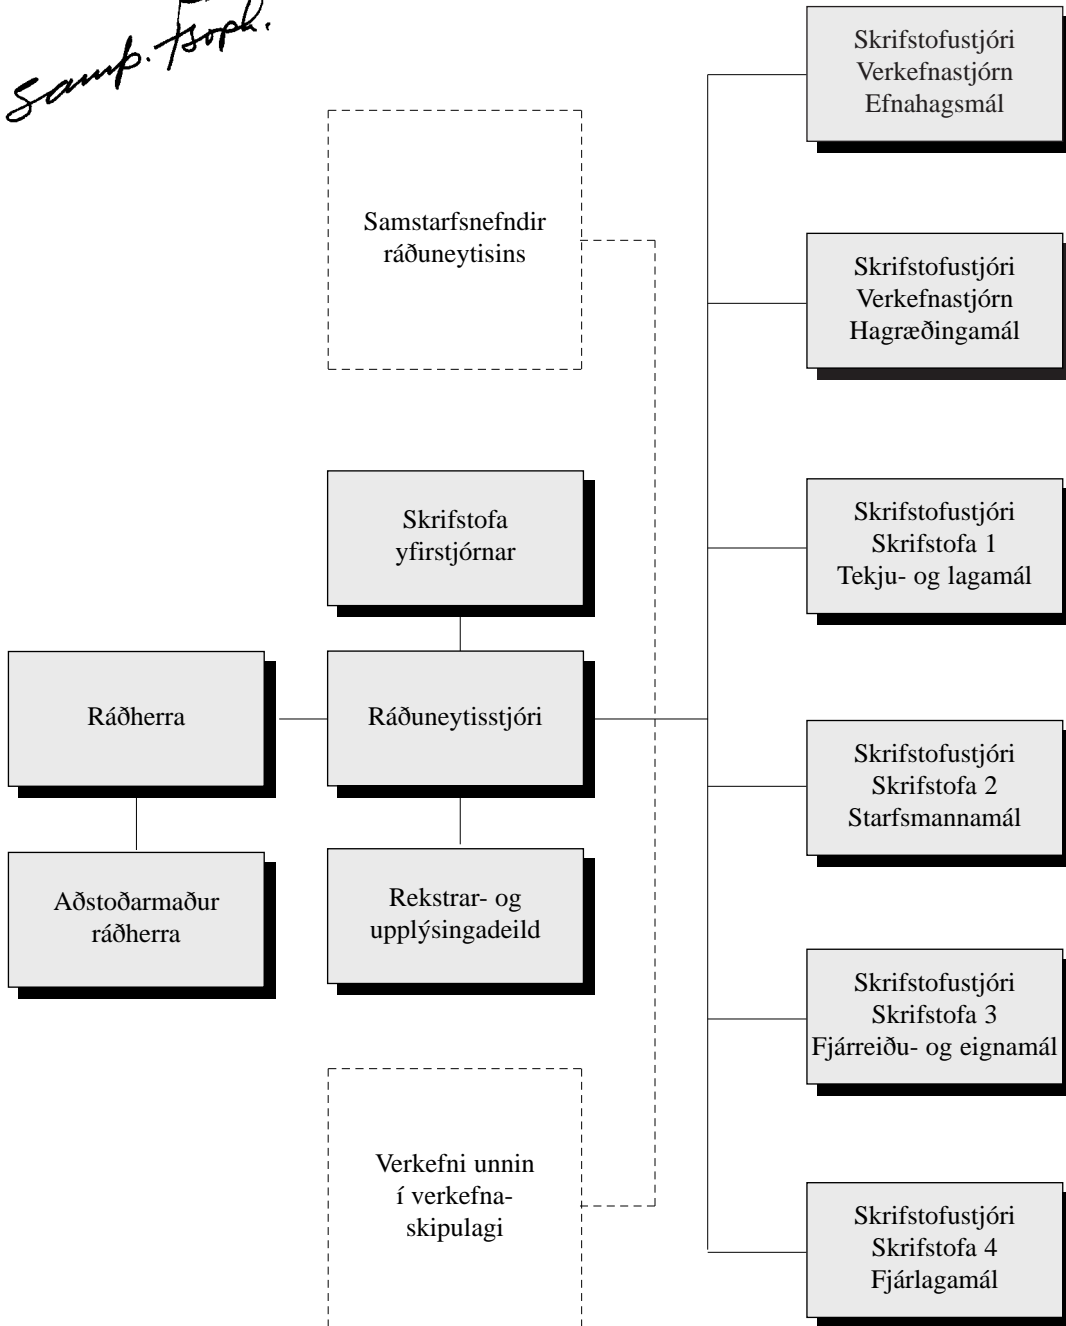 Samþ.
Skrifstofustjóri
Verkefnastjórn
Efnahagsmál
Samstarfsnefndir
ráðuneytisins
Skrifstofustjóri
Verkefnastjórn
Hagræðingamál
Skrifstofa
yfirstjórnar
Skrifstofustjóri
Skrifstofa 1
Tekju- og lagamál
Ráðherra
Ráðuneytisstjóri
Skrifstofustjóri
Skrifstofa 2
Starfsmannamál
Aðstoðarmaður
ráðherra
Rekstrar- og
upplýsingadeild
Skrifstofustjóri
Skrifstofa 3
Fjárreiðu- og eignamál
Verkefni unnin
í verkefna-
skipulagi
Skrifstofustjóri
Skrifstofa 4
Fjárlagamál